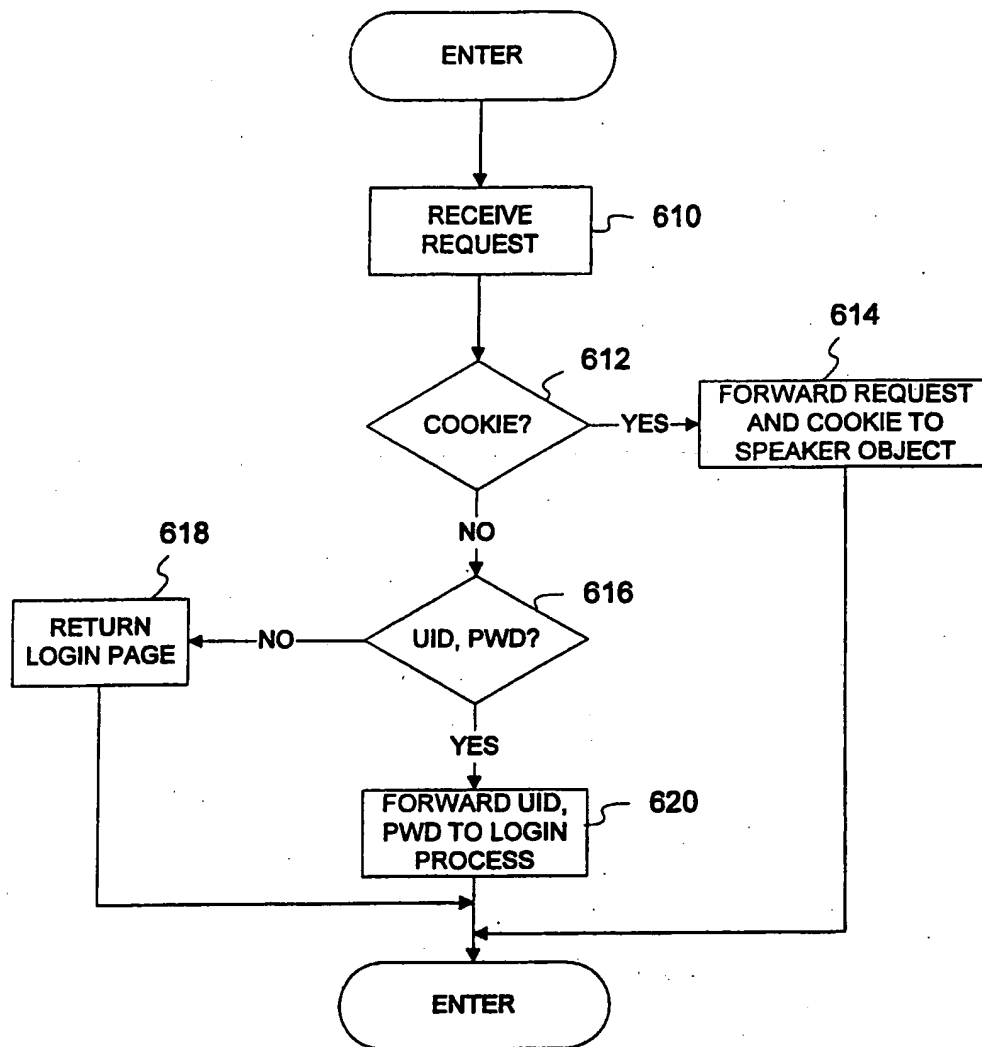 ENTER
RECEIVE
REQUEST
610
612
614
COOKIE?
YES
FORWARD REQUEST
AND COOKIE TO
SPEAKER OBJECT
NO
618
616
RETURN
LOGIN PAGE
NO
UID, PWD?
YES
FORWARD UID,
PWD TO LOGIN
PROCESS
620
ENTER